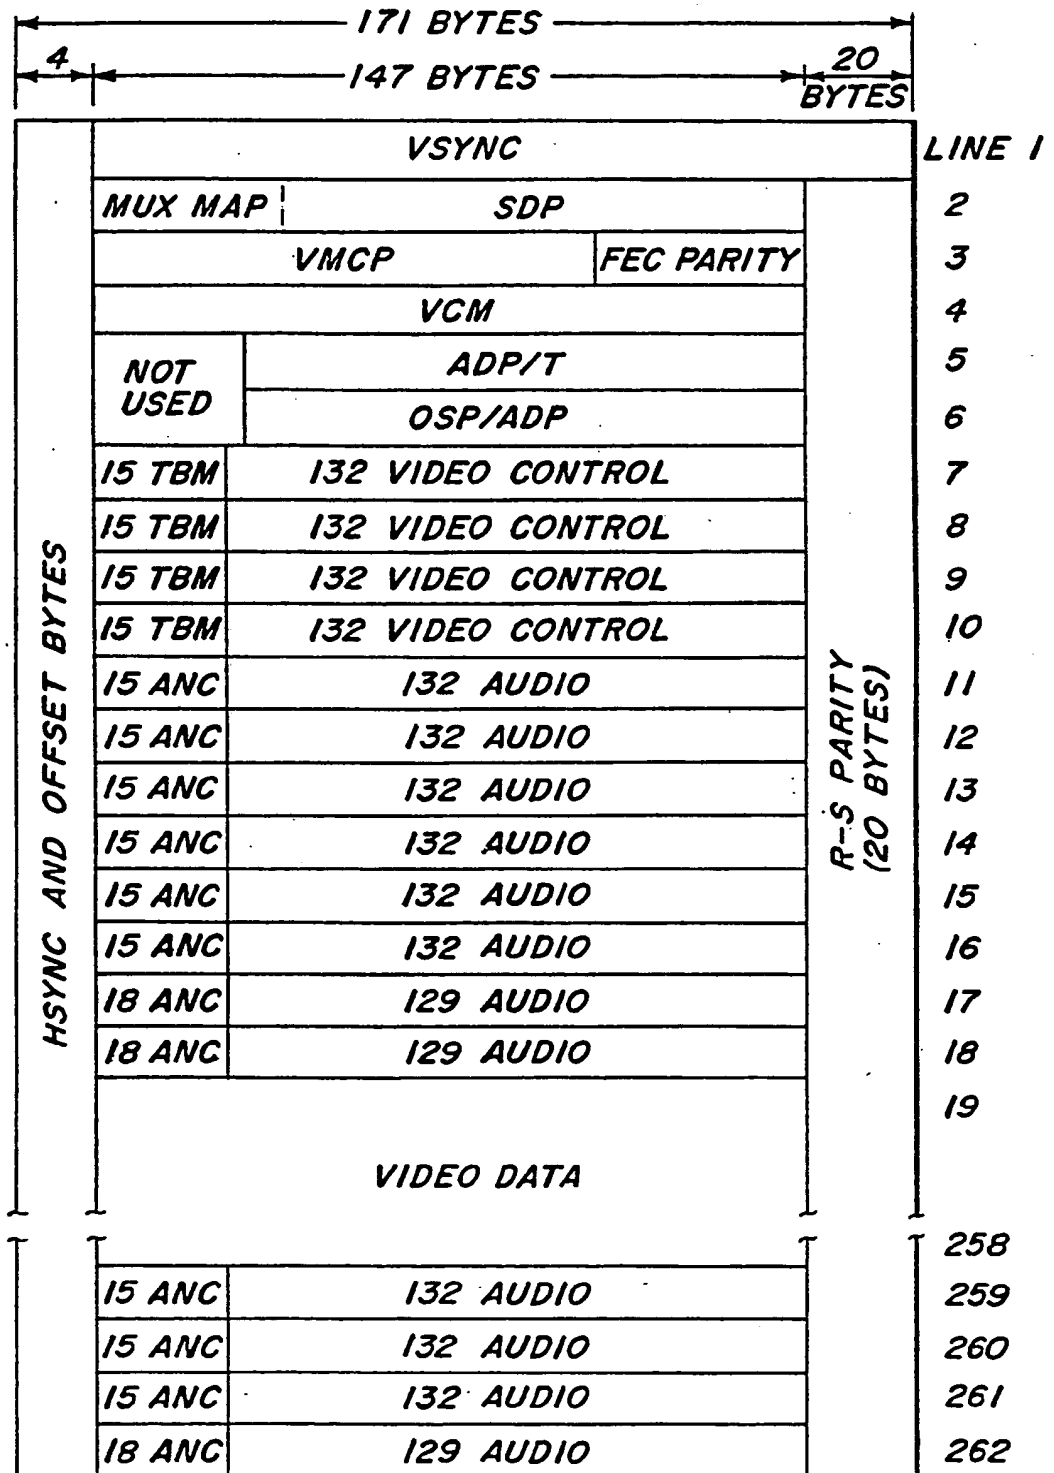 171 BYTES
4
147 BYTES
20
BYTES
VSYNC
LINE 1
MUX MAP
SDP
2
VMCP
FEC PARITY
3
VCM
4
NOT
USED
ADP/T
5
OSP/ADP
6
15 TBM
132 VIDEO CONTROL
7
15 TBM
132 VIDEO CONTROL
8
15 TBM
132 VIDEO CONTROL
9
15 TBM
132 VIDEO CONTROL
10
15 ANC
132 AUDIO
11
15 ANC
132 AUDIO
12
15 ANC
132 AUDIO
13
15 ANC
132 AUDIO
14
15 ANC
132 AUDIO
15
15 ANC
132 AUDIO
16
18 ANC
129 AUDIO
17
18 ANC
129 AUDIO
18
19
VIDEO DATA
258
15 ANC
132 AUDIO
259
15 ANC
132 AUDIO
260
15 ANC
132 AUDIO
261
18 ANC
129 AUDIO
262
HSYNC AND OFFSET BYTES
R-S PARITY
(20 BYTES)